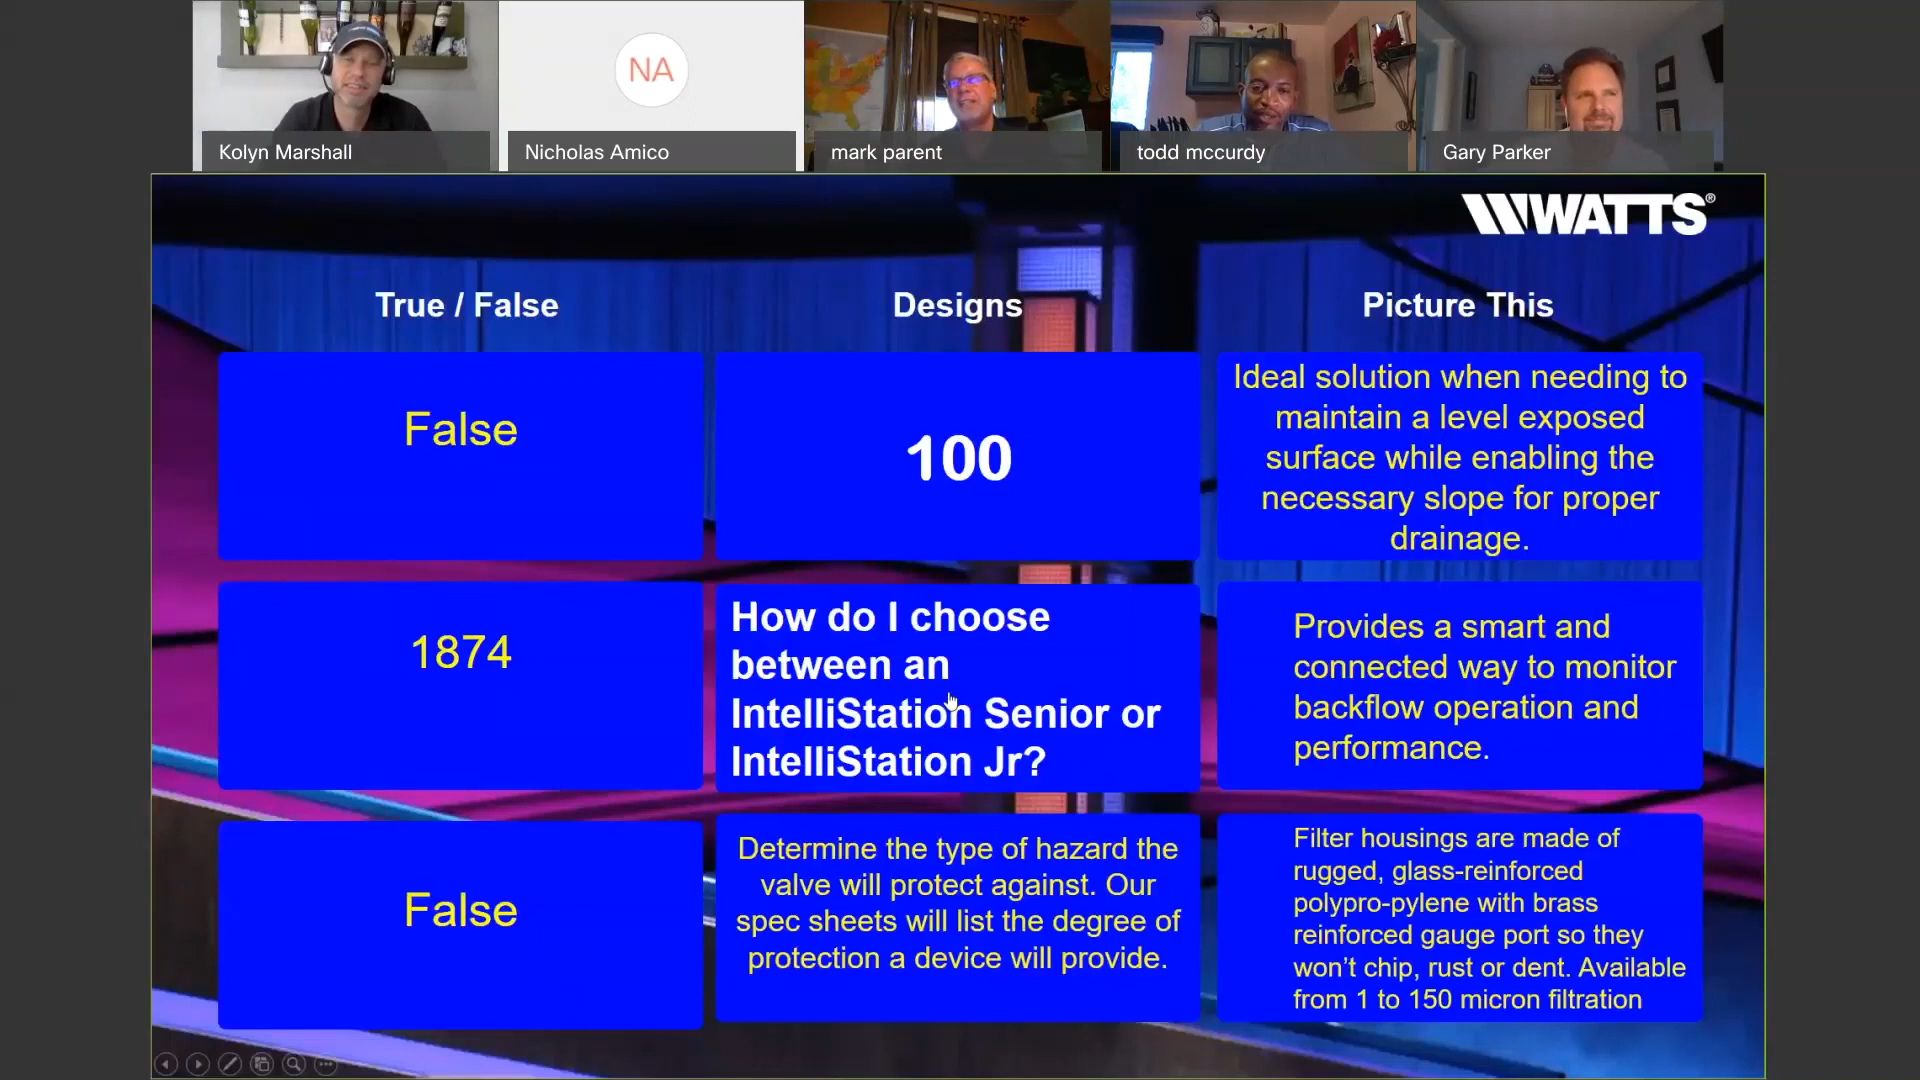 NA
Kolyn Marshall
Nicholas Amico
mark parent
todd mccurdy
Gary Parker
WATTS®
True / False
Designs
Picture This
False
100
Ideal solution when needing to
maintain a level exposed
surface while enabling the
necessary slope for proper
drainage.
1874
How do I choose
between an
IntelliStation Senior or
IntelliStation Jr?
Provides a smart and
connected way to monitor
backflow operation and
performance.
False
Determine the type of hazard the
valve will protect against. Our
spec sheets will list the degree of
protection a device will provide.
Filter housings are made of
rugged, glass-reinforced
polypro-pylene with brass
reinforced gauge port so they
won’t chip, rust or dent. Available
from 1 to 150 micron filtration